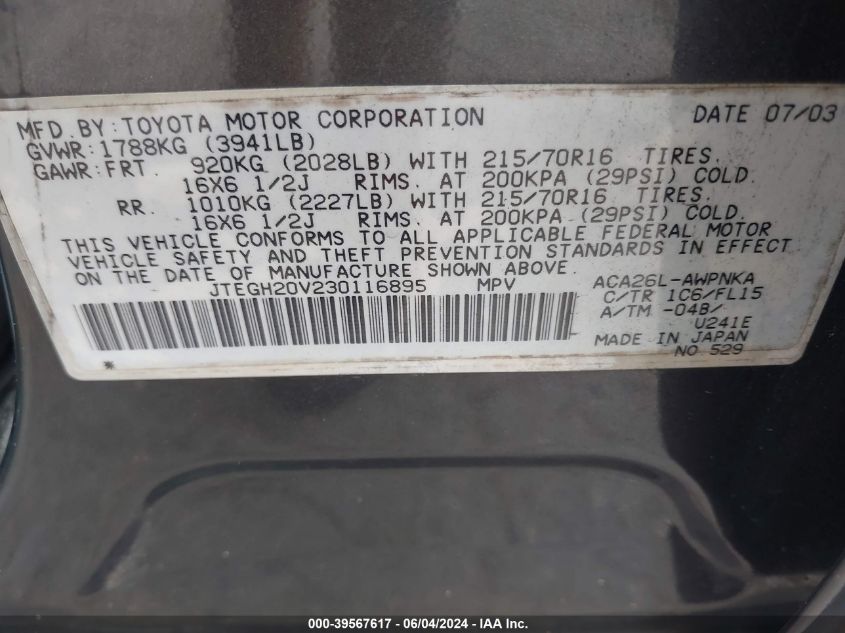 MFD. BY: TOYOTA MOTOR CORPORATION DATE 07/03
GVWR: 1788KG (3941LB)
GAWR: FRT. 920KG (2028LB) WITH 215/70R16 TIRES.
16X6 1/2J RIMS. AT 200KPA (29PSI) COLD.
RR. 1010KG (2227LB) WITH 215/70R16 TIRES.
16X6 1/2J RIMS. AT 200KPA (29PSI) COLD.
THIS VEHICLE CONFORMS TO ALL APPLICABLE FEDERAL MOTOR
VEHICLE SAFETY AND THEFT PREVENTION STANDARDS IN EFFECT
ON THE DATE OF MANUFACTURE SHOWN ABOVE.
JTEGH20V230116895 MPV ACA26L-AWPNKA
C/TR 1C6/FL15
A/TM -04B/
U241E
MADE IN JAPAN
* NO 529
000-39567617 - 06/04/2024 - IAA Inc.